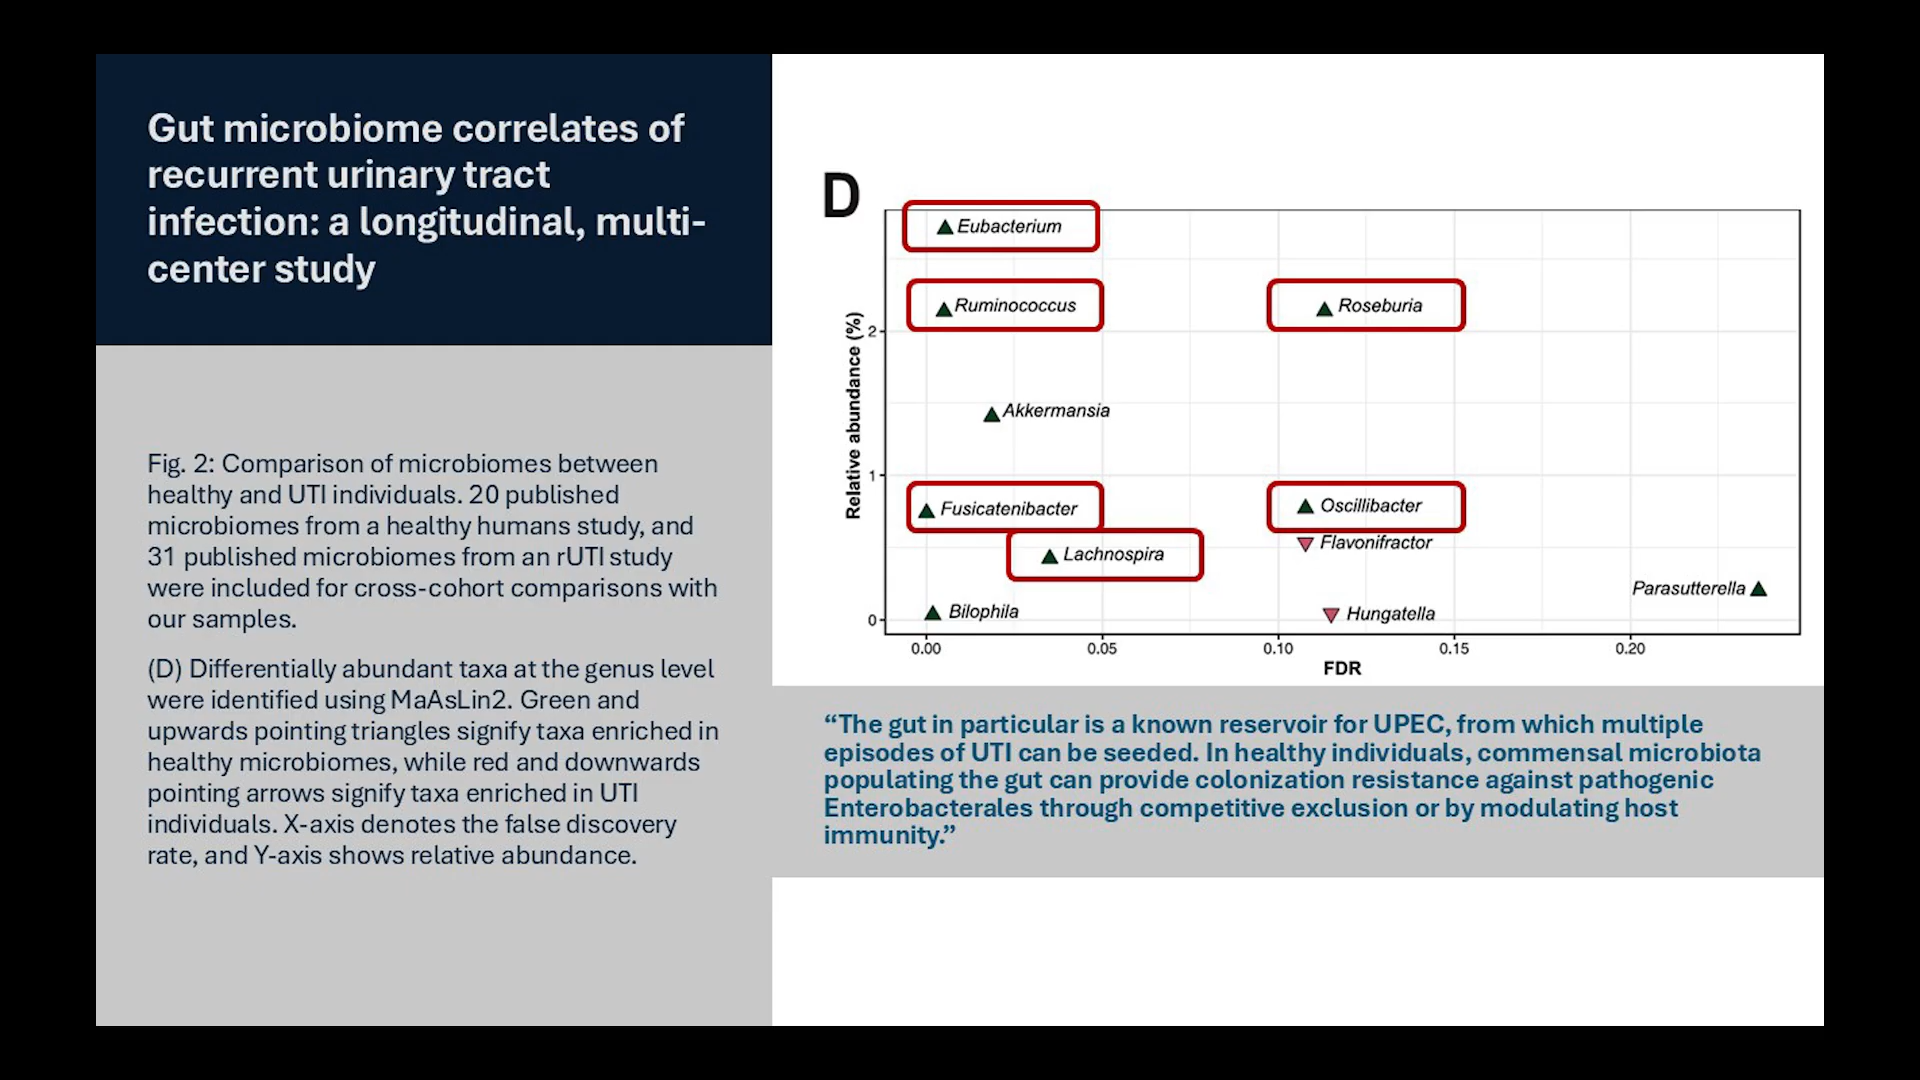 Gut microbiome correlates of
recurrent urinary tract
infection: a longitudinal, multi-
center study
Fig. 2: Comparison of microbiomes between
healthy and UTI individuals. 20 published
microbiomes from a healthy humans study, and
31 published microbiomes from an rUTI study
were included for cross-cohort comparisons with
our samples.
(D) Differentially abundant taxa at the genus level
were identified using MaAsLin2. Green and
upwards pointing triangles signify taxa enriched in
healthy microbiomes, while red and downwards
pointing arrows signify taxa enriched in UTI
individuals. X-axis denotes the false discovery
rate, and Y-axis shows relative abundance.
D
Eubacterium
Ruminococcus
Roseburia
Akkermansia
Fusicatenibacter
Oscillibacter
Flavonifractor
Lachnospira
Parasutterella
Bilophila
Hungatella
Relative abundance (%)
2
1
0
0.00 0.05 0.10 0.15 0.20
FDR
“The gut in particular is a known reservoir for UPEC, from which multiple
episodes of UTI can be seeded. In healthy individuals, commensal microbiota
populating the gut can provide colonization resistance against pathogenic
Enterobacterales through competitive exclusion or by modulating host
immunity.”